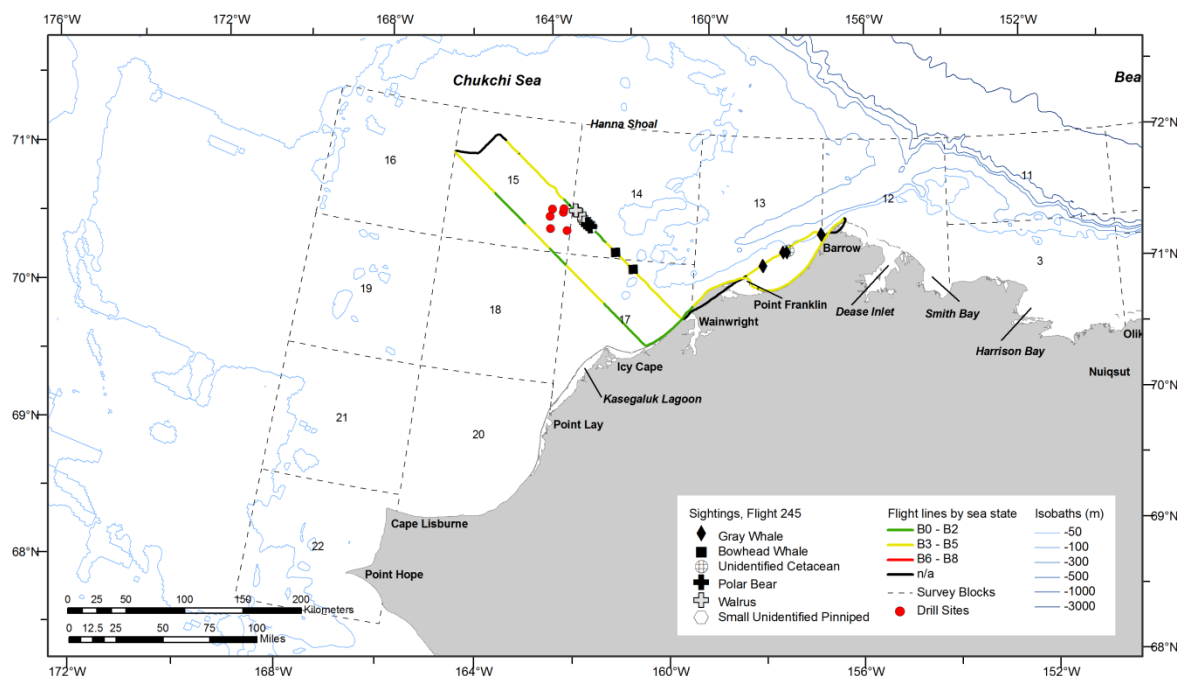 176°W 172°W 168°W 164°W 160°W 156°W 152°W
Chukchi Sea
Bea
72°N
71°N
Hanna Shoal
16
15
14
13
12
11
71°N
Barrow
3
70°N
19
18
17
Point Franklin
Dease Inlet
Smith Bay
Wainwright
Harrison Bay
Olik
Icy Cape
Nuiqsut
70°N
Kasegaluk Lagoon
69°N
21
20
Point Lay
Cape Lisburne
69°N
22
68°N
Point Hope
Sightings, Flight 245
Gray Whale
Bowhead Whale
Unidentified Cetacean
Polar Bear
Walrus
Small Unidentified Pinniped
Flight lines by sea state
B0 - B2
B3 - B5
B6 - B8
n/a
Survey Blocks
Drill Sites
Isobaths (m)
-50
-100
-300
-500
-1000
-3000
0 25 50 100 150 200
Kilometers
0 12.5 25 50 75 100
Miles
68°N
172°W 168°W 164°W 160°W 156°W 152°W